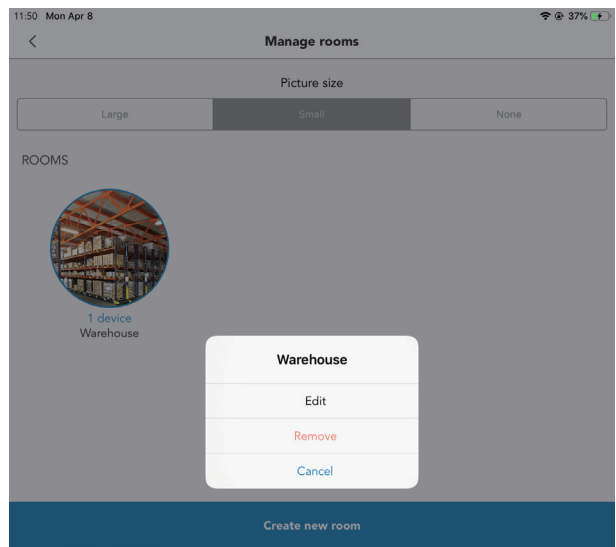 11:50 Mon Apr 8
37%
Manage rooms
Picture size
Large Small None
ROOMS
1 device
Warehouse
Warehouse
Edit
Remove
Cancel
Create new room